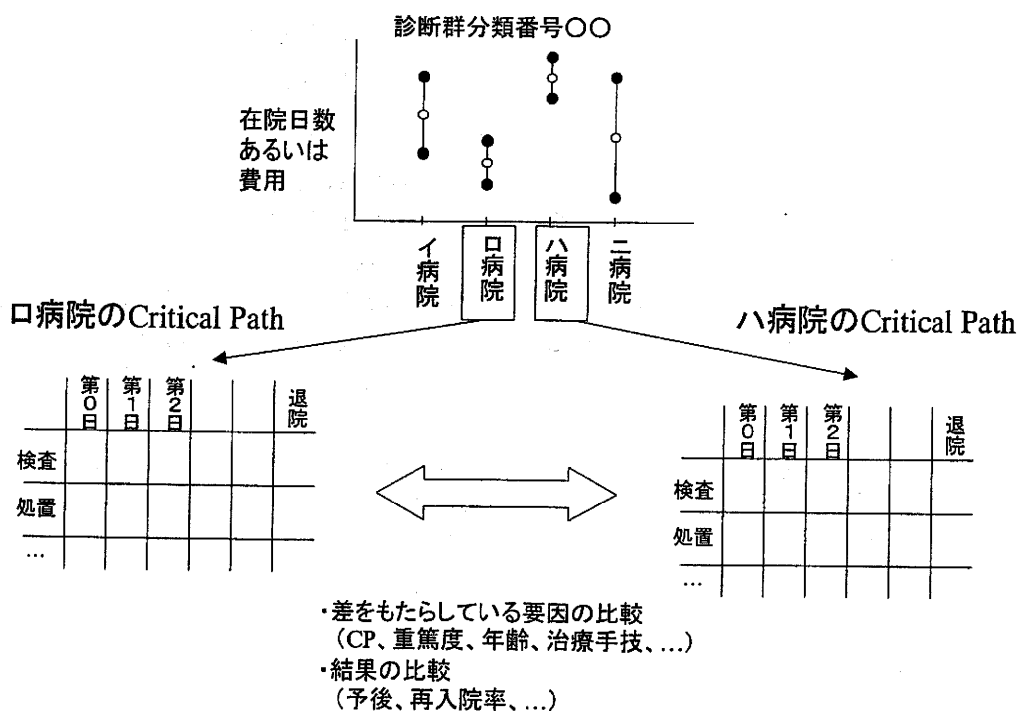 診断群分類番号〇〇
在院日数
あるいは
費用
イ病院
ロ病院
ハ病院
ニ病院
ロ病院のCritical Path
ハ病院のCritical Path
第0日
第1日
第2日
退院
検査
処置
…
第0日
第1日
第2日
退院
検査
処置
…
・差をもたらしている要因の比較
（CP、重篤度、年齢、治療手技、…）
・結果の比較
（予後、再入院率、…）